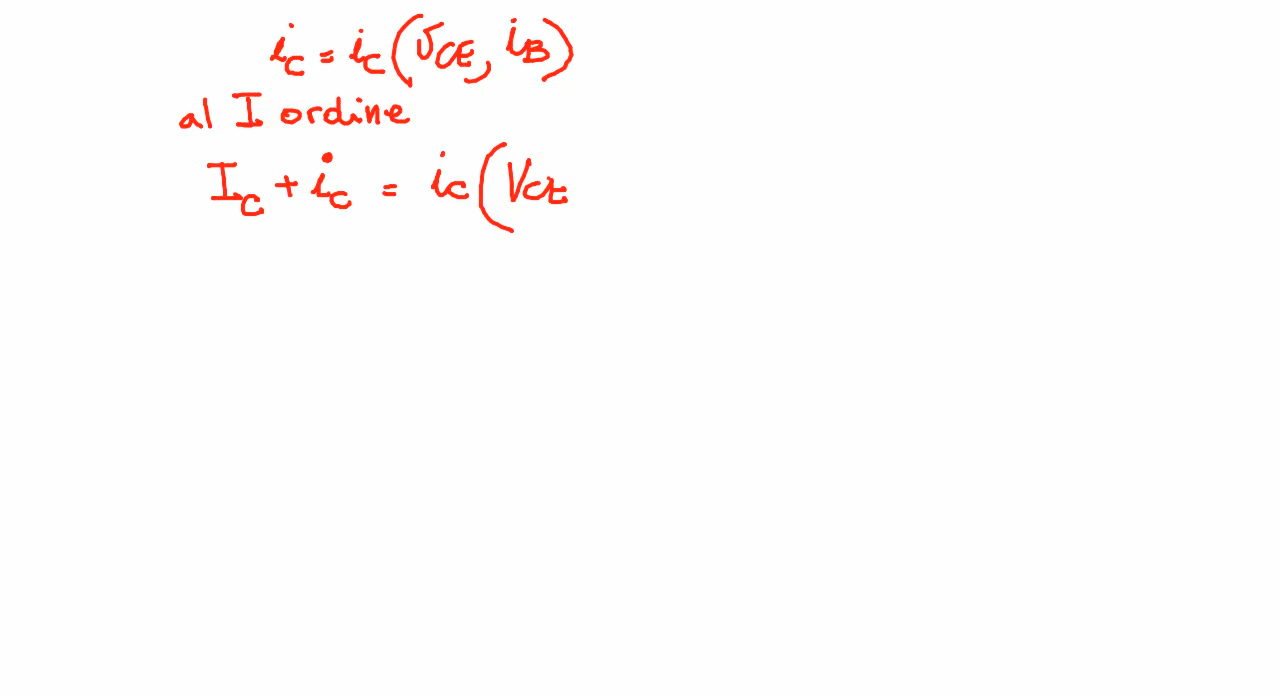 i_C = i_C (V_CE, i_B)
al I ordine
I_C + i_C = i_C (V_CE